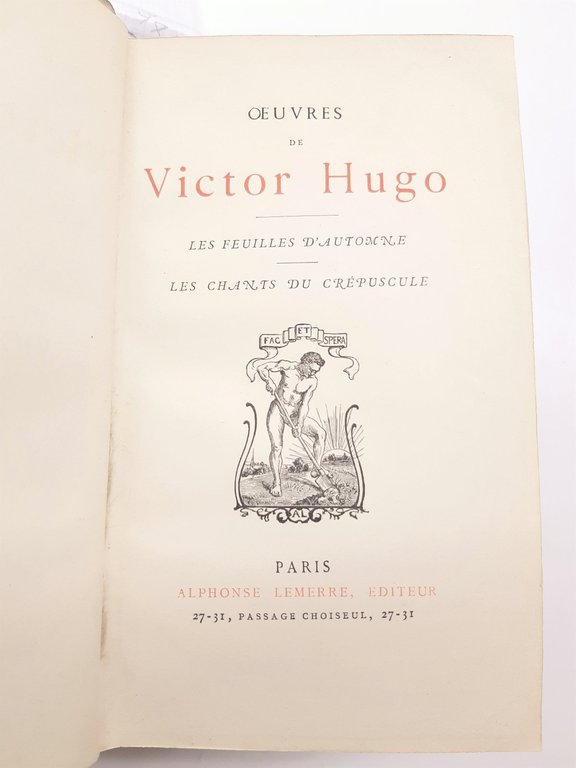 ŒUVRES
DE
Victor Hugo
LES FEUILLES D'AUTOMNE
LES CHANTS DU CRÉPUSCULE
FAC ET SPERA
AL
PARIS
ALPHONSE LEMERRE, EDITEUR
27-31, PASSAGE CHOISEUL, 27-31